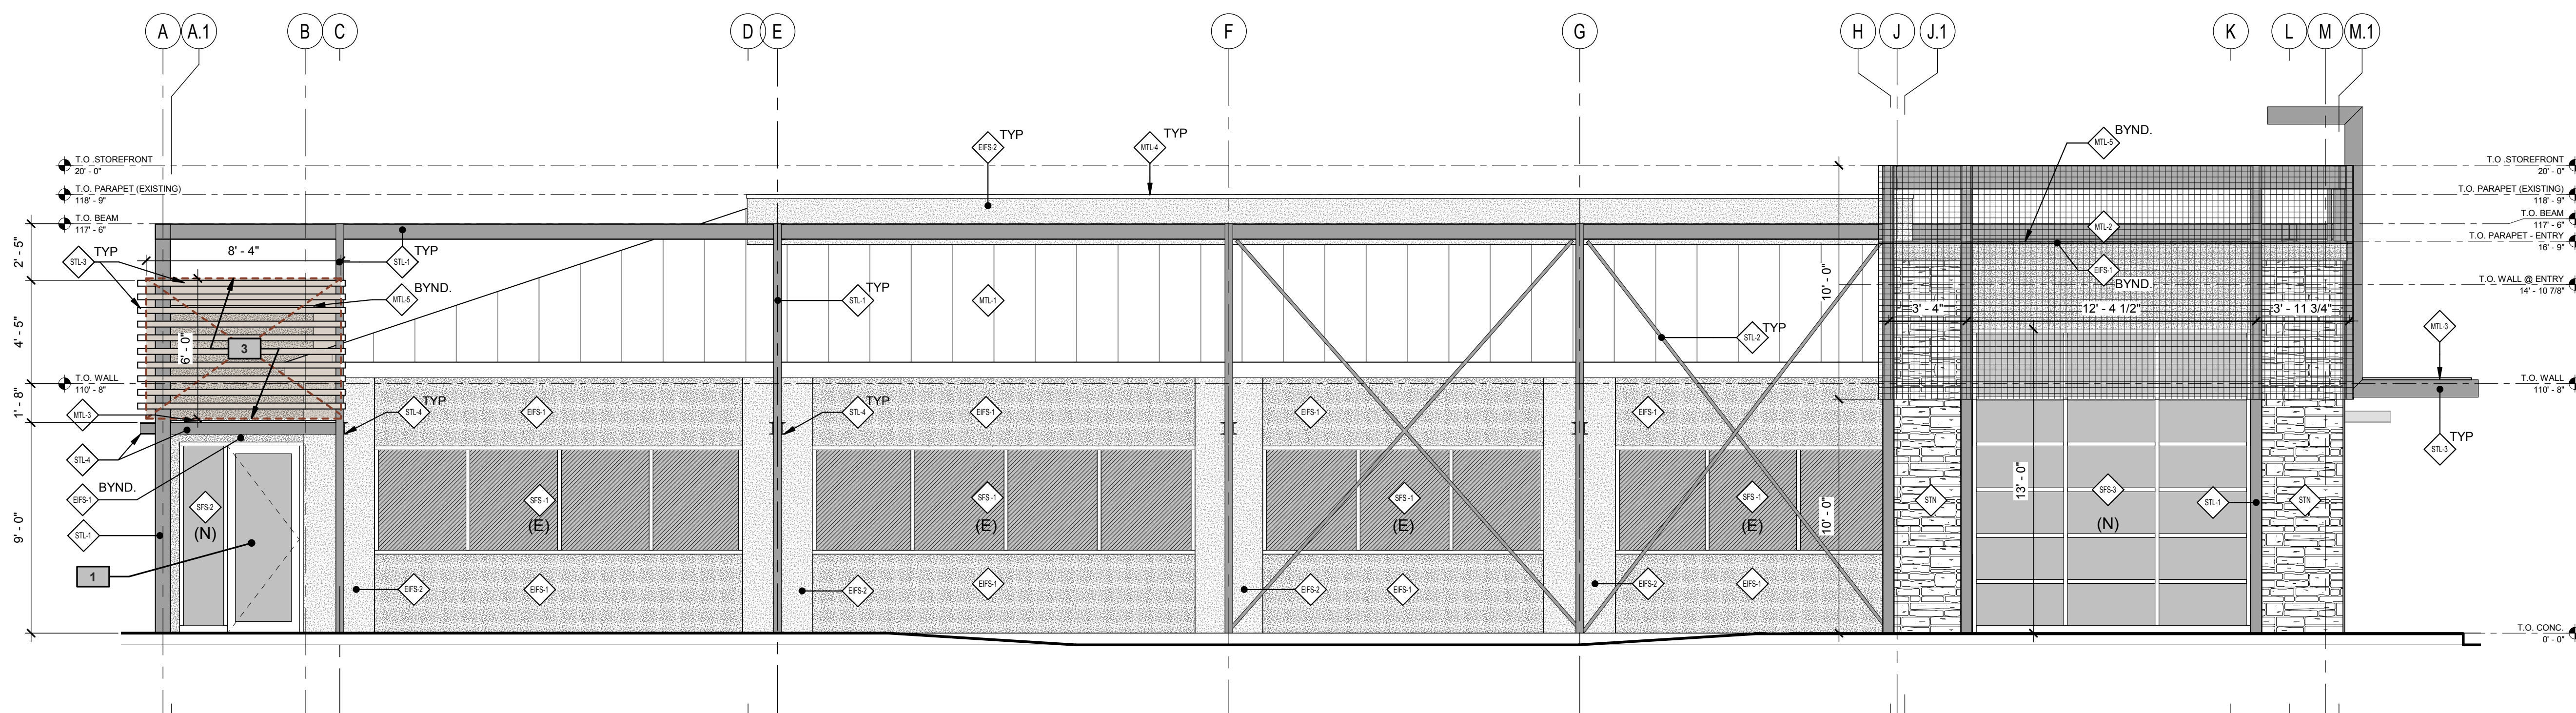 A A.1 B C D E F G H J J.1 K L M M.1
T.O .STOREFRONT
20' - 0"
T.O. PARAPET (EXISTING)
118' - 9"
T.O. BEAM
117' - 6"
T.O. WALL
110' - 8"
2' - 5"
4' - 5"
1' - 8"
9' - 0"
TYP
STL-3
8' - 4"
6' - 0"
3
MTL-3
STL-4
EIFS-1
BYND.
STL-1
1
SFS-2
(N)
TYP
STL-1
BYND.
MTL-5
TYP
STL-4
EIFS-1
SFS -1
(E)
EIFS-2
EIFS-1
EIFS-2
TYP
MTL-4
TYP
TYP
STL-1
MTL-1
TYP
STL-4
EIFS-1
SFS -1
(E)
EIFS-2
EIFS-1
EIFS-1
SFS -1
(E)
EIFS-2
EIFS-1
TYP
STL-2
EIFS-1
SFS -1
(E)
EIFS-2
EIFS-1
10' - 0"
10' - 0"
BYND.
MTL-5
MTL-2
EIFS-1
BYND.
3' - 4"
12' - 4 1/2"
3' - 11 3/4"
13' - 0"
STN
SFS-3
(N)
STL-1
STN
MTL-3
STL-3
TYP
T.O .STOREFRONT
20' - 0"
T.O. PARAPET (EXISTING)
118' - 9"
T.O. BEAM
117' - 6"
T.O. PARAPET - ENTRY
16' - 9"
T.O. WALL @ ENTRY
14' - 10 7/8"
T.O. WALL
110' - 8"
T.O. CONC.
0' - 0"